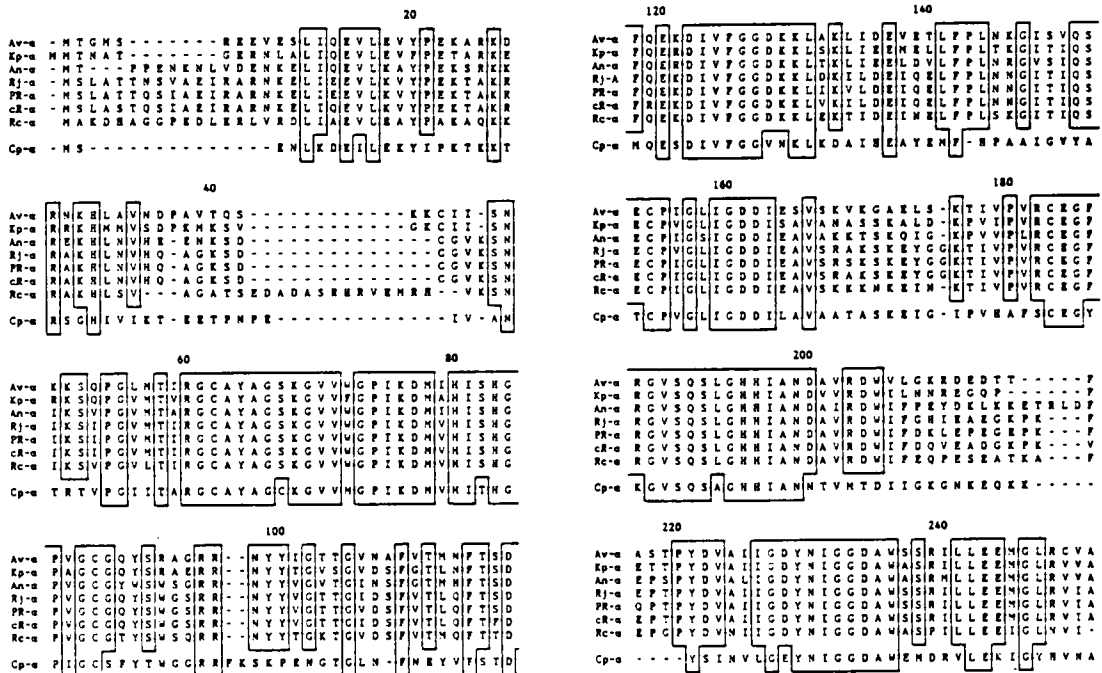 20
Av-α - M T G M S - - - - - - - - R E E V E S L I Q E V L E V Y P E K A R K D
Kp-α M M T N A T - - - - - - - - G E R N L A L I Q E V L E V F P E T A R K E
An-α - M T - - P P E N K N L V D E N K E L I Q E V L K A Y P E K S R K K
Rj-α - M S L A T T N S V A E I R A R N K E L I E E V L K V Y P E K T A K R
PR-α - M S L A T T Q S I A E I R A R N K E L I E E V L K V Y P E K T A K R
cR-α - M S L A S T Q S I A E I R A R N K E L I A E V L K V Y P E K T A K R
Rc-α - M A K D H A G G P K D R E R L V R D L I A E V L E A Y P A K A Q K K
Cp-α - M S - - - - - - - - - - - - E N L K D E I L E K Y I P K T K K T
40
Av-α R N K H L A V N D P A V T Q S - - - - - - - - - - - K K C I I - S N
Kp-α R R K H M M V S D P K M K S V - - - - - - - - - - - G K C I I - S N
An-α R E K H L N V H E - E N K S D - - - - - - - - - - - - C G V K S N
Rj-α R A K H L N V H Q - A G K S D - - - - - - - - - - - - C G V K S N
PR-α R A K H L N V H Q - A G K S D - - - - - - - - - - - - C G V K S N
cR-α R A K H L N V H Q - A G K S D - - - - - - - - - - - - C G V K S N
Rc-α R A K H L S V - - - A G A T S E D A D A S R H R V E M R H - V K S N
Cp-α R S G H I V I K T - E E T P N P E - - - - - - - - - - - I V - A N
60 80
Av-α K K S Q P G L M T I R G C A Y A G S K G V V W G P I K D M I H I S H G
Kp-α R K S Q P G V M T V R G C A Y A G S K G V V F G P I K D M A H I S H G
An-α I K S V P G V M T A R G C A Y A G S K G V V W G P I K D M I H I S H G
Rj-α I K S I P G V M T I R G C A Y A G S K G V V W G P I K D M V H I S H G
PR-α I K S I P G V M T I R G C A Y A G S K G V V W G P I K D M V H I S H G
cR-α I K S I P G V M T I R G C A Y A G S K G V V W G P I K D M V H I S H G
Rc-α I K S V P G V L T I R G C A Y A G S K G V V W G P I K D M V H I S H G
Cp-α T R T V P G I I T A R G C A Y A G C K G V V M G P I K D M V H I T H G
100
Av-α P V G C G Q Y S R A G R R - - N Y Y I G T T G V N A F V T M N F T S D
Kp-α P A G C G Q Y S R A E R R - - N Y Y T G V S G V D S F G T L N F T S D
An-α P V G C G Q Y S W S G R R - - N Y Y V G V T G I N S F G T M H F T S D
Rj-α P V G C G Q Y S W G S R R - - N Y Y V G T T G I D S F V T L Q F T S D
PR-α P V G C G Q Y S W G S R R - - N Y Y V G T T G I D S F V T L Q F T S D
cR-α P V G C G Q Y S W G S R R - - N Y Y V G T T G I D S F V T L Q F T F D
Rc-α P V G C G T Y S W S Q R R - - N Y Y T G K T G V D S F V T M Q F T T D
Cp-α P I G C S F Y T W G G R R F K S K P E N G T G L N - F N E Y V F S T D
120 140
Av-α F Q E K D I V F G G D K K L A K L I D E V E T L F P L N K G I S V Q S
Kp-α F Q E R D I V F G G D K K L T K L I E E M E L L F P L T K G I T I Q S
An-α F Q E K D I V F G G D K K L A K I I D E L D V L F P L N N G I T I Q S
Rj-A F Q E K D I V F G G D K K L D K L I D E I Q E L F P L N R G V T I Q S
PR-α F Q E K D I V F G G D K K L D K I L D E I Q E L F P L N K G I T I Q S
cR-α F R E K D I V F G G D K K L V K I L D E I Q E L F P L N N G I T I Q S
Rc-α F Q E K D I V F G G D K K L E K T I D E I N E L F P L S K G I T I Q S
Cp-α M Q E S D I V F G G V N K L K D A I H E A Y E M F - H P A A I G V Y A
160 180
Av-α E C P I G L I G D D I E S V S K V K G A E L S - K T I V P V R C E G F
Kp-α E C P I G L I G D D I S A V A N A S S K A L D - K P V I P V R C E G F
An-α E C P I G S I G D D I E A V A K K T S K Q I G - K P V V P L R C E G F
Rj-α E C P I G L I G D D I E A V S R A K S K E Y G G K T I V P V R C E G F
PR-α E C P I G L I G D D I E A V S R A K S K E Y G G K T I V P V R C E G F
cR-α E C P I G L I G D D I E A V S R A K S K E Y G G K T I V P V R C E G F
Rc-α E C P I G L I G D D I E A V S K K K N K E I N - K T I V P V R C E G F
Cp-α T C P V G L I G D D I L A V A A T A S K E I G - I P V H A F S C E G Y
200
Av-α R G V S Q S L G H H I A N D A V R D W V L G K R D E D T T - - - - - F
Kp-α R G V S Q S L G H H I A N D A V R D W I L N N R E G Q P - - - - - - F
An-α R G V S Q S L G H H I A N D A I R D W I F P E Y D K L K K E T R L D F
Rj-α R G V S Q S L G H H I A N D A V R D W I F G H I E A E G K P K - - - F
PR-α R G V S Q S L G H H I A N D A V R D W I F D K L E P E G E P K - - - F
cR-α R G V S Q S L G H H I A N D A V R D W I F D Q V E A D G K P K - - - V
Rc-α R G V S Q S L G H H I A N D A V R D W I F E Q P E S E A T K A - - - F
Cp-α K G V S Q S A G H H I A N N T V M T D I I G K G N K E Q K K - - - -
220 240
Av-α A S T P Y D V A I I G D Y N I G G D A W S S R I L L E E M G L R C V A
Kp-α E T T P Y D V A I I G D Y N I G G D A W A S R I L L E E M G L R V V A
An-α E P S P Y D V A L I G D Y N I G G D A W A S R M L L E E M G L R V V A
Rj-α E P T P Y D V A I I G D Y N I G G D A W S S R I L L E E M G L R V I A
PR-α Q P T P Y D V A I I G D Y N I G G D A W S S R I L L E E M G L R V I A
cR-α E P T P Y D V A I I G D Y N I G G D A W S S R I L L E E M G L R V I A
Rc-α E P G P Y D V A I I G D Y N I G G D A W A S P I L L E E I G L N V I -
Cp-α - - - - Y S I N V L G E Y N I G G D A W E M D R V L E K I G Y H V N A